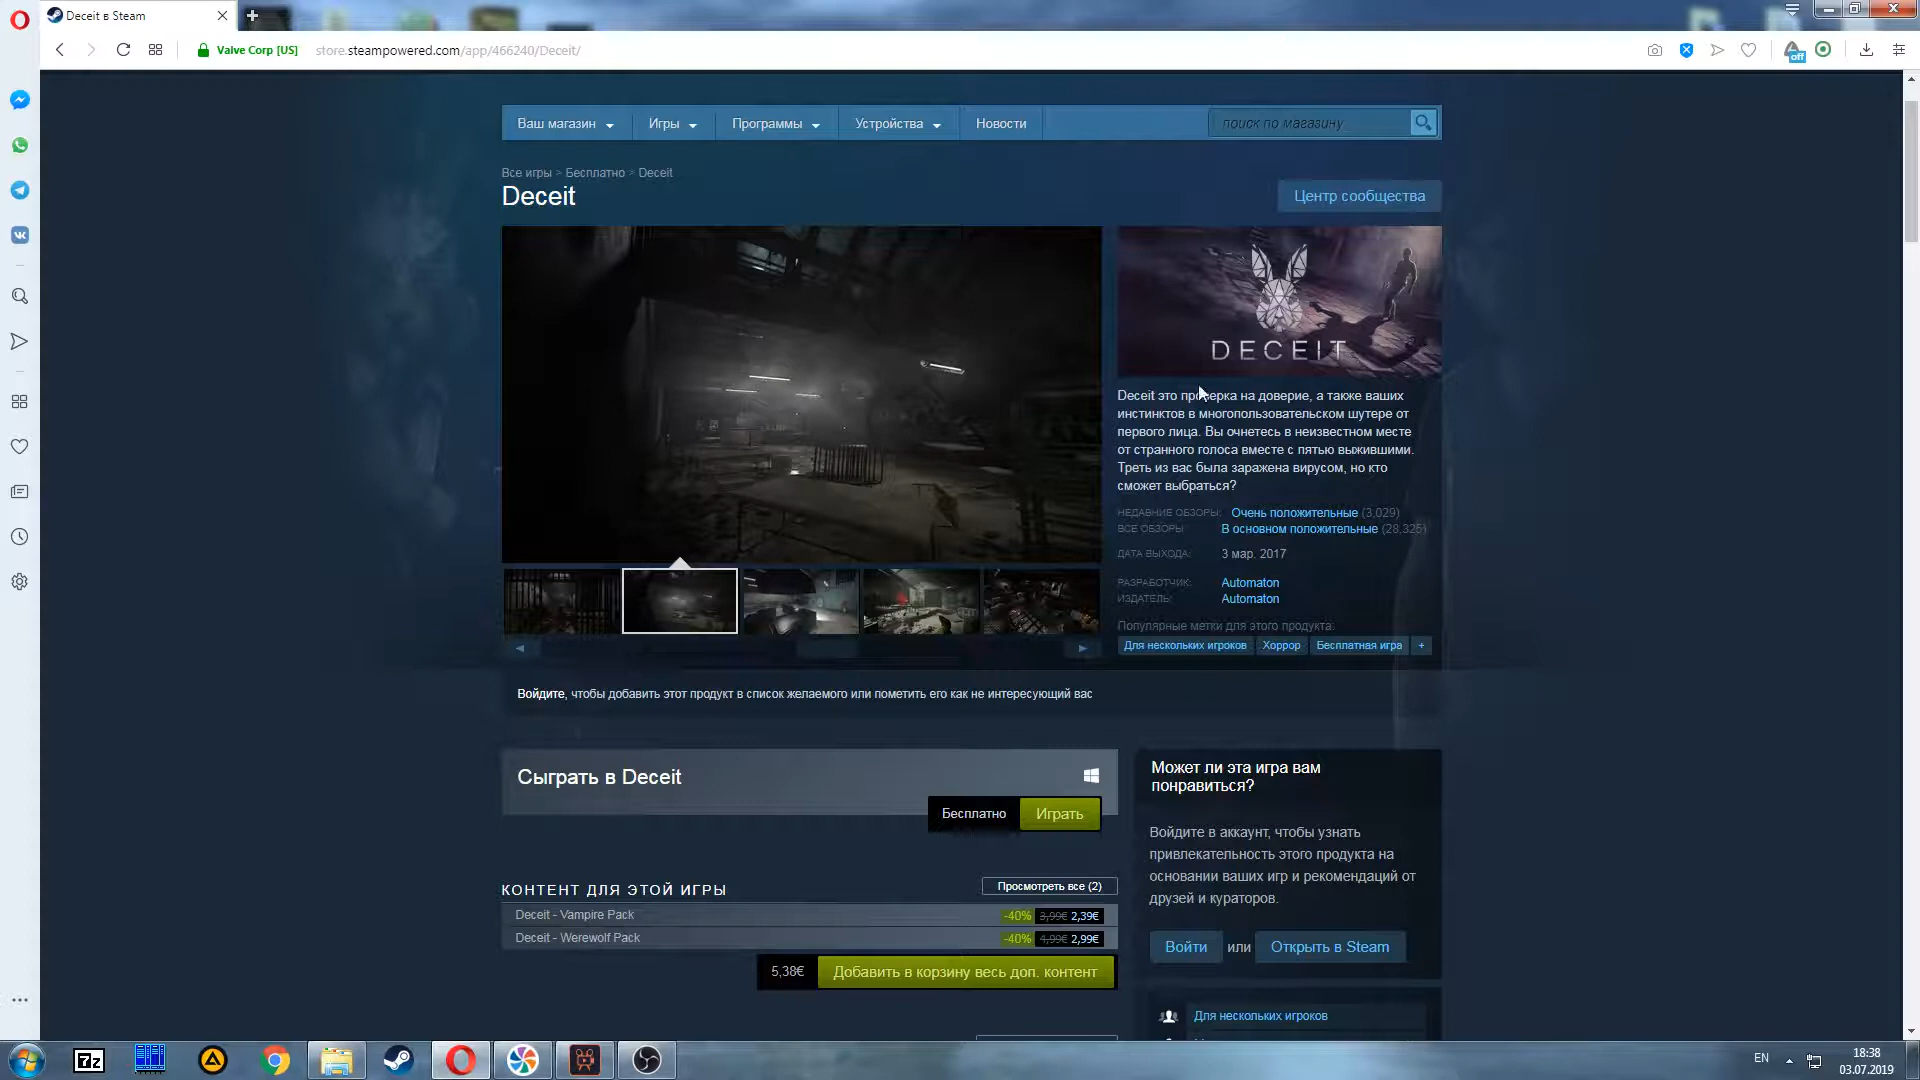 Deceit в Steam
Valve Corp [US]
store.steampowered.com/app/466240/Deceit/
off
Ваш магазин
Игры
Программы
Устройства
Новости
поиск по магазину
Все игры > Бесплатно > Deceit
Deceit
Центр сообщества
DECEIT
Deceit это проверка на доверие, а также ваших
инстинктов в многопользовательском шутере от
первого лица. Вы очнетесь в неизвестном месте
от странного голоса вместе с пятью выжившими.
Треть из вас была заражена вирусом, но кто
сможет выбраться?
НЕДАВНИЕ ОБЗОРЫ: Очень положительные (3,029)
ВСЕ ОБЗОРЫ: В основном положительные (28,325)
ДАТА ВЫХОДА: 3 мар. 2017
РАЗРАБОТЧИК: Automaton
ИЗДАТЕЛЬ: Automaton
Популярные метки для этого продукта:
Для нескольких игроков
Хоррор
Бесплатная игра
+
Войдите, чтобы добавить этот продукт в список желаемого или пометить его как не интересующий вас
Сыграть в Deceit
Бесплатно
Играть
Может ли эта игра вам
понравиться?
Войдите в аккаунт, чтобы узнать
привлекательность этого продукта на
основании ваших игр и рекомендаций от
друзей и кураторов.
Войти или Открыть в Steam
КОНТЕНТ ДЛЯ ЭТОЙ ИГРЫ
Просмотреть все (2)
Deceit - Vampire Pack -40% 3,99€ 2,39€
Deceit - Werewolf Pack -40% 4,99€ 2,99€
5,38€ Добавить в корзину весь доп. контент
Для нескольких игроков
7z
EN
18:38
03.07.2019